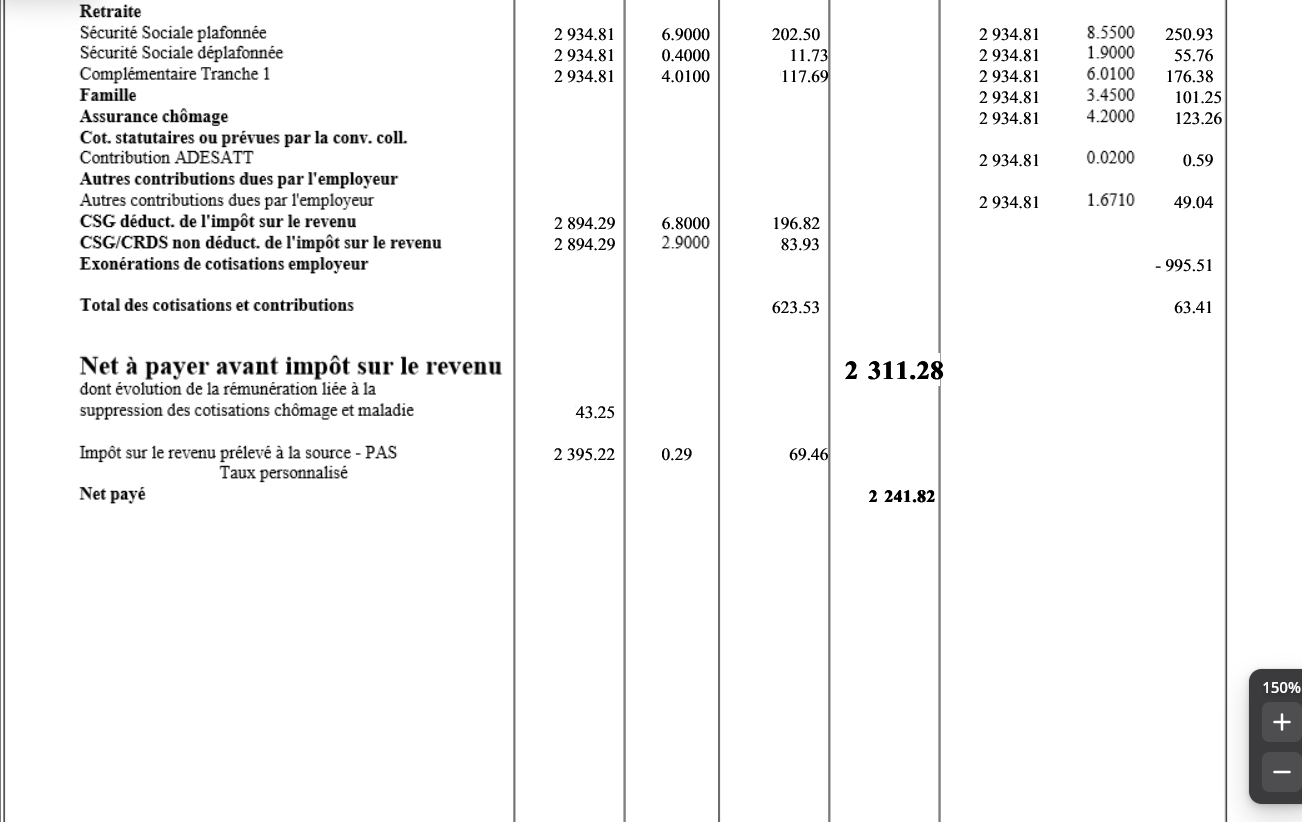 Retraite
Sécurité Sociale plafonnée 2 934.81 6.9000 202.50 2 934.81 8.5500 250.93
Sécurité Sociale déplafonnée 2 934.81 0.4000 11.73 2 934.81 1.9000 55.76
Complémentaire Tranche 1 2 934.81 4.0100 117.69 2 934.81 6.0100 176.38
Famille 2 934.81 3.4500 101.25
Assurance chômage 2 934.81 4.2000 123.26
Cot. statutaires ou prévues par la conv. coll.
Contribution ADESATT 2 934.81 0.0200 0.59
Autres contributions dues par l'employeur
Autres contributions dues par l'employeur 2 934.81 1.6710 49.04
CSG déduct. de l'impôt sur le revenu 2 894.29 6.8000 196.82
CSG/CRDS non déduct. de l'impôt sur le revenu 2 894.29 2.9000 83.93
Exonérations de cotisations employeur - 995.51
Total des cotisations et contributions 623.53 63.41
Net à payer avant impôt sur le revenu 2 311.28
dont évolution de la rémunération liée à la
suppression des cotisations chômage et maladie 43.25
Impôt sur le revenu prélevé à la source - PAS 2 395.22 0.29 69.46
Taux personnalisé
Net payé 2 241.82
150%